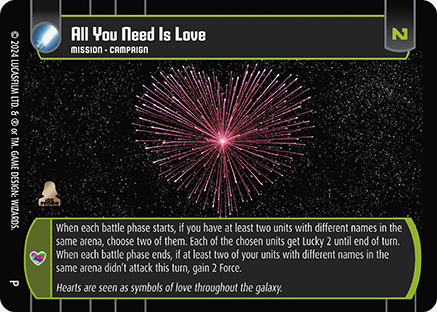 All You Need Is Love
MISSION - CAMPAIGN
N
© 2024 LUCASFILM LTD. & ® or TM. GAME DESIGN: WIZARDS.
When each battle phase starts, if you have at least two units with different names in the
same arena, choose two of them. Each of the chosen units get Lucky 2 until end of turn.
When each battle phase ends, if at least two of your units with different names in the
same arena didn't attack this turn, gain 2 Force.
Hearts are seen as symbols of love throughout the galaxy.
P